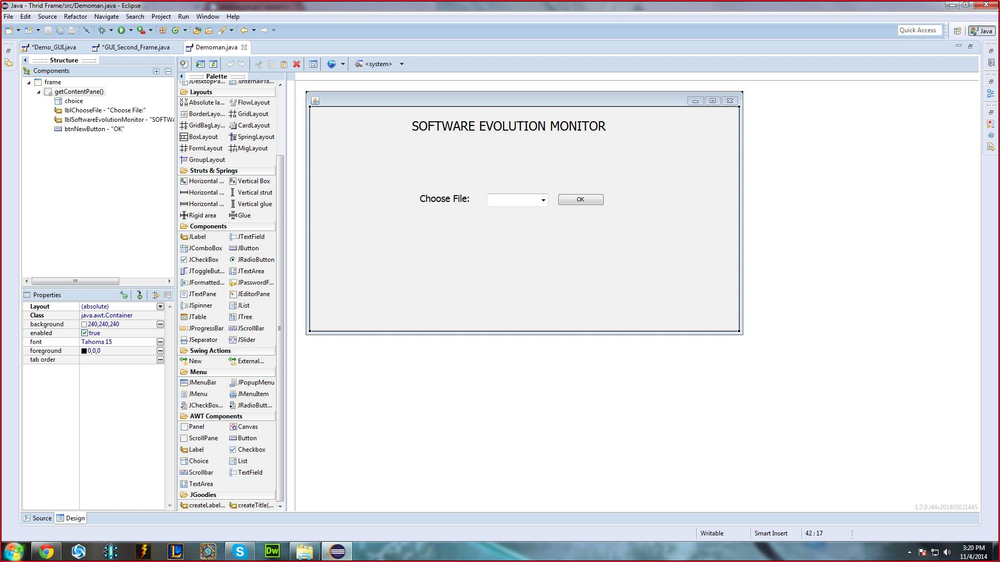 Java - Thrid Frame/src/Demoman.java - Eclipse
File Edit Source Refactor Navigate Search Project Run Window Help
Quick Access
Java
*Demo_GUI.java *GUI_Second_Frame.java Demoman.java
Structure
Components
frame
getContentPane()
choice
lblChooseFile - "Choose File:"
lblSoftwareEvolutionMonitor - "SOFTWA
btnNewButton - "OK"
Properties
Layout (absolute)
Class java.awt.Container
background 240,240,240
enabled true
font Tahoma 15
foreground 0,0,0
tab order
<system>
Palette
JDesktopPa... JInternalFra...
Layouts
Absolute la... FlowLayout
BorderLayo... GridLayout
GridBagLay... CardLayout
BoxLayout SpringLayout
FormLayout MigLayout
GroupLayout
Struts & Springs
Horizontal ... Vertical Box
Horizontal ... Vertical strut
Horizontal ... Vertical glue
Rigid area Glue
Components
JLabel JTextField
JComboBox JButton
JCheckBox JRadioButton
JToggleBut... JTextArea
JFormatted... JPasswordF...
JTextPane JEditorPane
JSpinner JList
JTable JTree
JProgressBar JScrollBar
JSeparator JSlider
Swing Actions
New External...
Menu
JMenuBar JPopupMenu
JMenu JMenuItem
JCheckBox... JRadioButt...
AWT Components
Panel Canvas
ScrollPane Button
Label Checkbox
Choice List
Scrollbar TextField
TextArea
JGoodies
createLabel... createTitle(...
SOFTWARE EVOLUTION MONITOR
Choose File: OK
1.7.0.r44x201405021445
Source Design
Writable Smart Insert 42 : 17
Dw
3:20 PM
11/4/2014